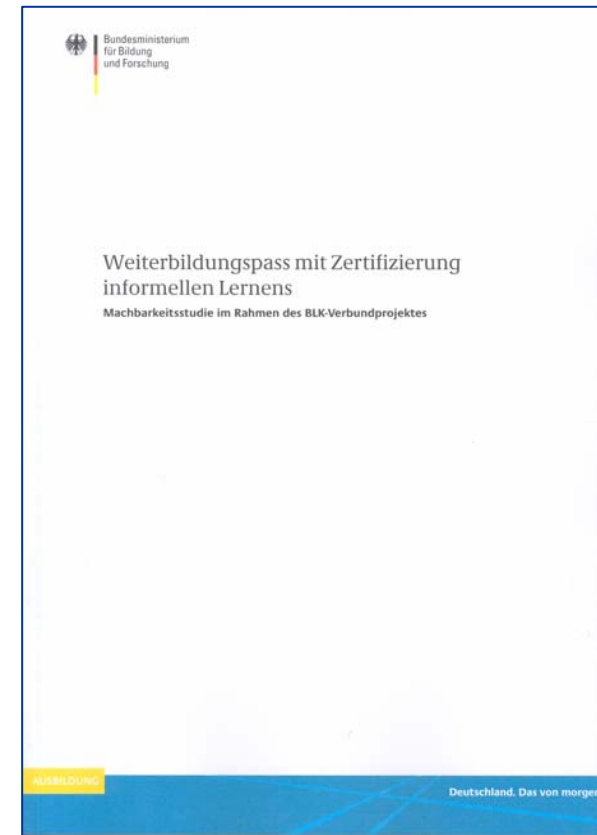 Bundesministerium
für Bildung
und Forschung
Weiterbildungspass mit Zertifizierung
informellen Lernens
Machbarkeitsstudie im Rahmen des BLK-Verbundprojektes
AUSBILDUNG
Deutschland. Das von morgen